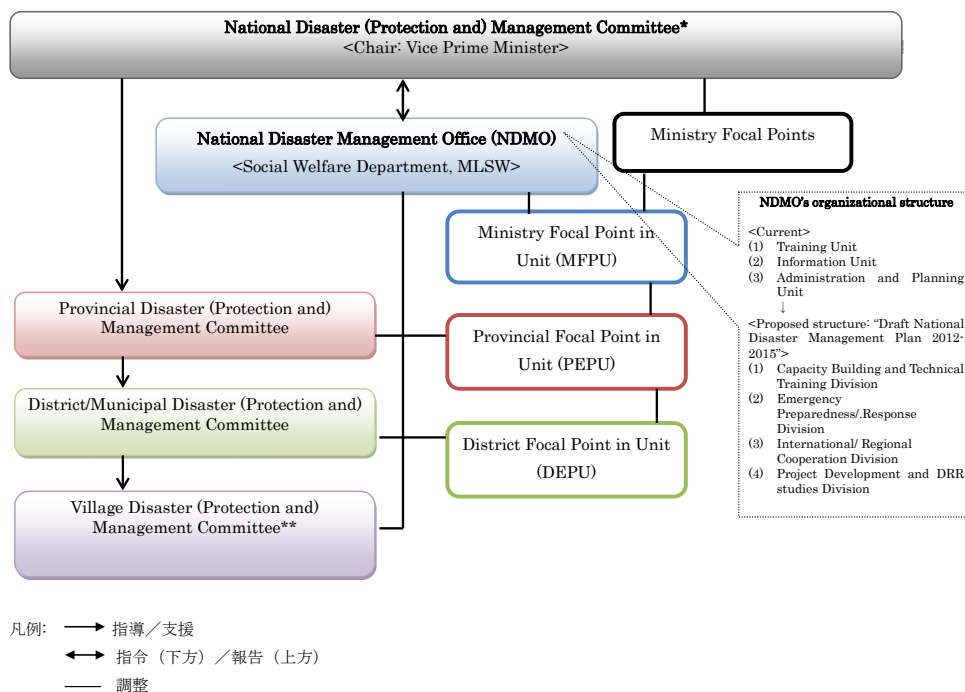 National Disaster (Protection and) Management Committee*
<Chair: Vice Prime Minister>
National Disaster Management Office (NDMO)
<Social Welfare Department, MLSW>
Ministry Focal Points
Ministry Focal Point in
Unit (MFPU)
Provincial Disaster (Protection and)
Management Committee
Provincial Focal Point in
Unit (PEPU)
District/Municipal Disaster (Protection and)
Management Committee
District Focal Point in Unit
(DEPU)
Village Disaster (Protection and)
Management Committee**
NDMO's organizational structure
<Current>
(1) Training Unit
(2) Information Unit
(3) Administration and Planning
Unit
↓
<Proposed structure: “Draft National
Disaster Management Plan 2012-
2015”>
(1) Capacity Building and Technical
Training Division
(2) Emergency
Preparedness/.Response
Division
(3) International/ Regional
Cooperation Division
(4) Project Development and DRR
studies Division
凡例: 指導／支援
指令（下方）／報告（上方）
調整